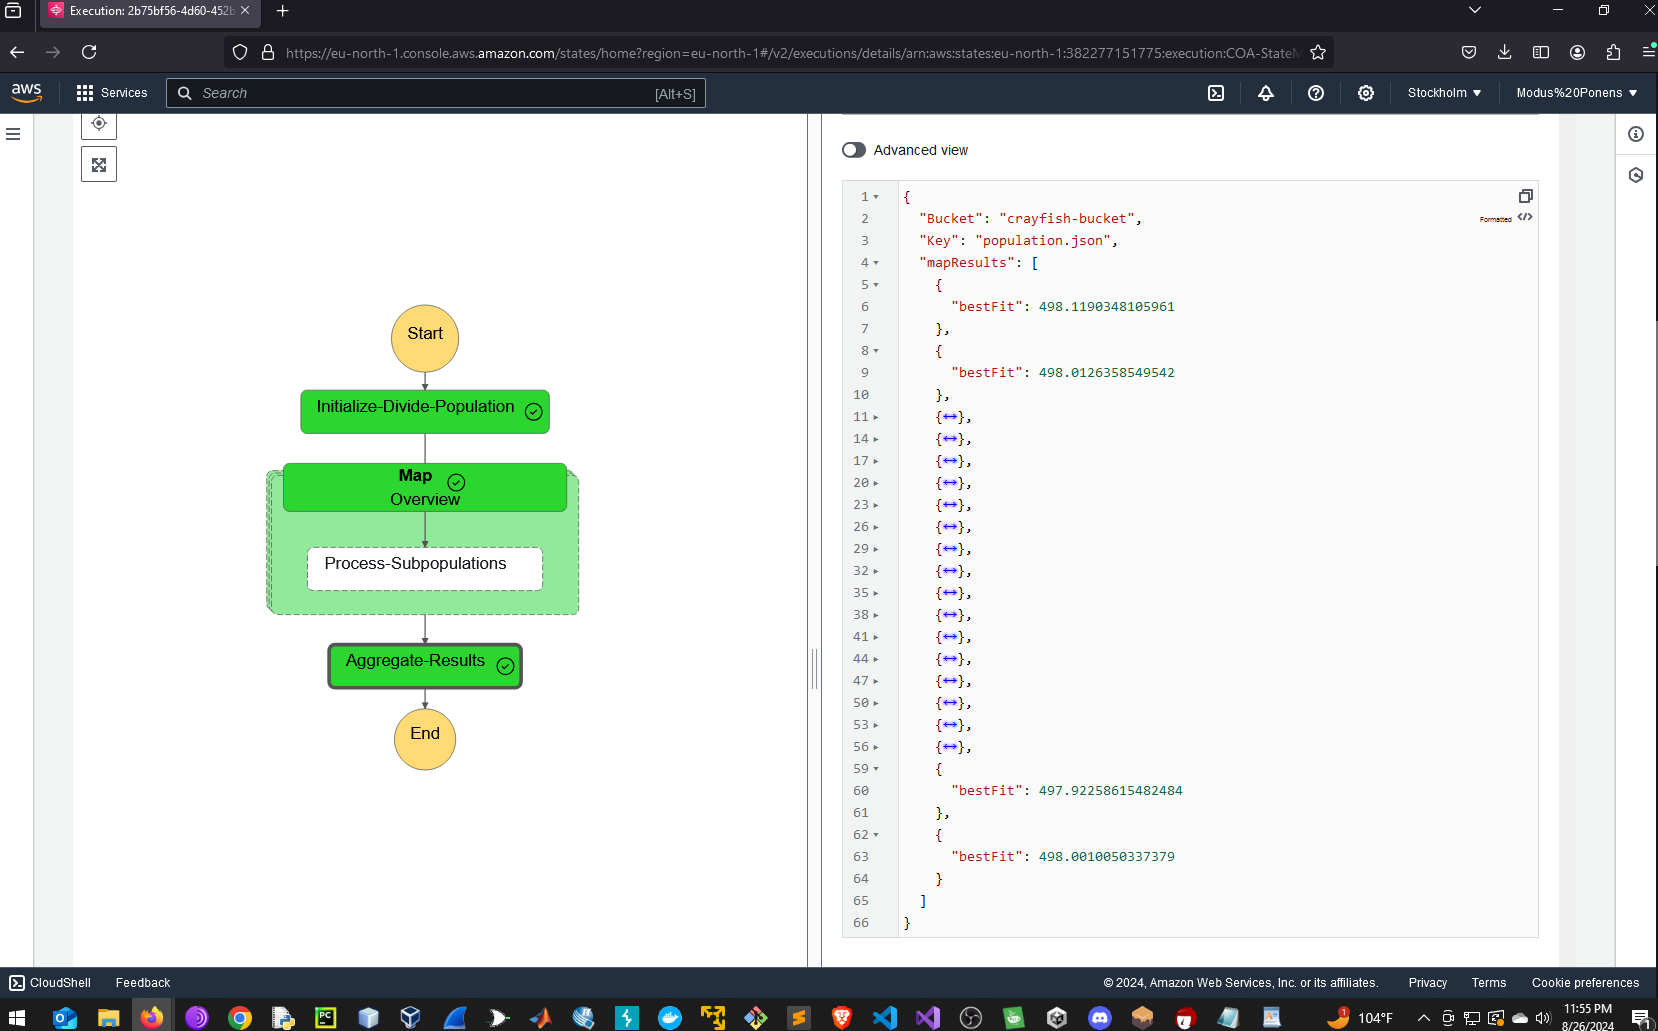 Execution: 2b75bf56-4d60-452b
https://eu-north-1.console.aws.amazon.com/states/home?region=eu-north-1#/v2/executions/details/arn:aws:states:eu-north-1:382277151775:execution:COA-StateM
aws
Services
Search
[Alt+S]
Stockholm
Modus%20Ponens
Start
Initialize-Divide-Population
Map
Overview
Process-Subpopulations
Aggregate-Results
End
Advanced view
Formatted
1 {
2 "Bucket": "crayfish-bucket",
3 "Key": "population.json",
4 "mapResults": [
5 {
6 "bestFit": 498.1190348105961
7 },
8 {
9 "bestFit": 498.0126358549542
10 },
11 {↔},
14 {↔},
17 {↔},
20 {↔},
23 {↔},
26 {↔},
29 {↔},
32 {↔},
35 {↔},
38 {↔},
41 {↔},
44 {↔},
47 {↔},
50 {↔},
53 {↔},
56 {↔},
59 {
60 "bestFit": 497.92258615482484
61 },
62 {
63 "bestFit": 498.0010050337379
64 }
65 ]
66 }
CloudShell
Feedback
© 2024, Amazon Web Services, Inc. or its affiliates.
Privacy
Terms
Cookie preferences
PC
104°F
11:55 PM
8/26/2024
1